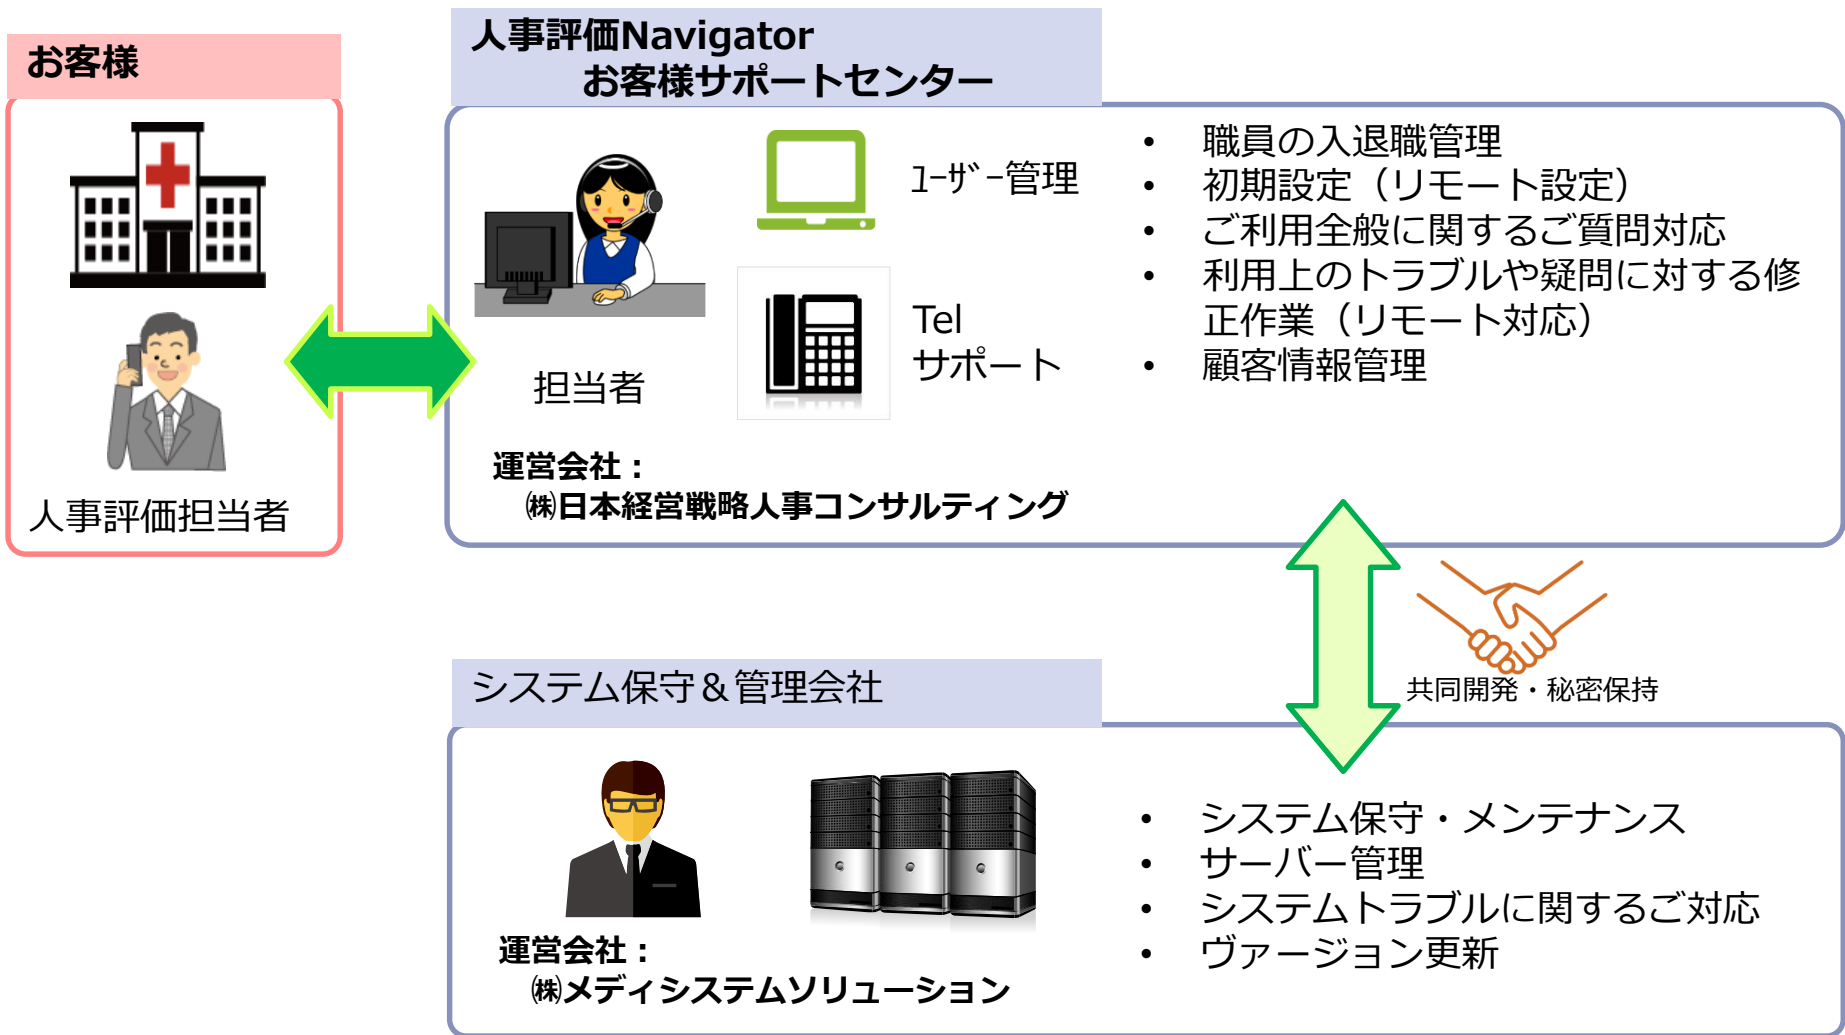 お客様
人事評価担当者
人事評価Navigator
お客様サポートセンター
担当者
ﾕｰｻﾞｰ管理
Tel
サポート
• 職員の入退職管理
• 初期設定（リモート設定）
• ご利用全般に関するご質問対応
• 利用上のトラブルや疑問に対する修
正作業（リモート対応）
• 顧客情報管理
運営会社：
㈱日本経営戦略人事コンサルティング
共同開発・秘密保持
システム保守＆管理会社
運営会社：
㈱メディシステムソリューション
• システム保守・メンテナンス
• サーバー管理
• システムトラブルに関するご対応
• ヴァージョン更新